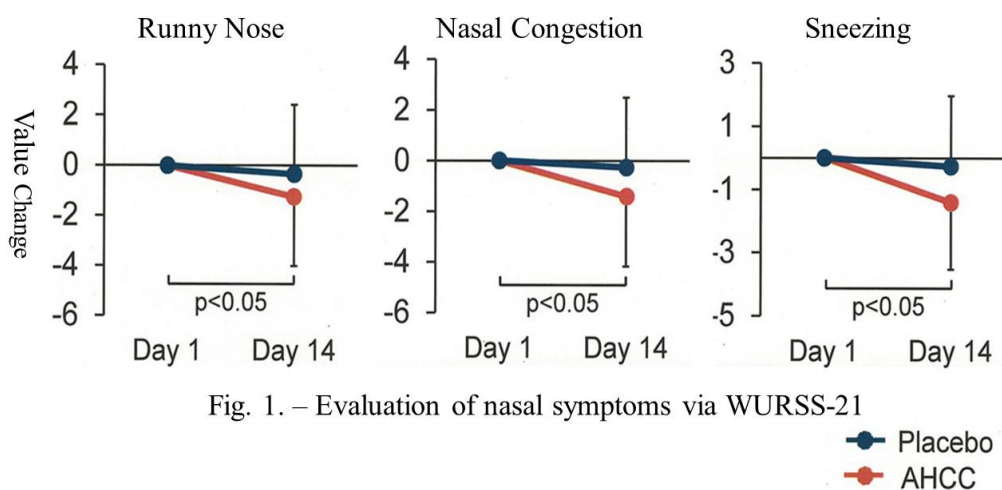 Runny Nose
Nasal Congestion
Sneezing
Value Change
4
2
0
-2
-4
-6
p<0.05
Day 1 Day 14
4
2
0
-2
-4
-6
p<0.05
Day 1 Day 14
3
1
-1
-3
-5
p<0.05
Day 1 Day 14
Fig. 1. – Evaluation of nasal symptoms via WURSS-21
Placebo
AHCC